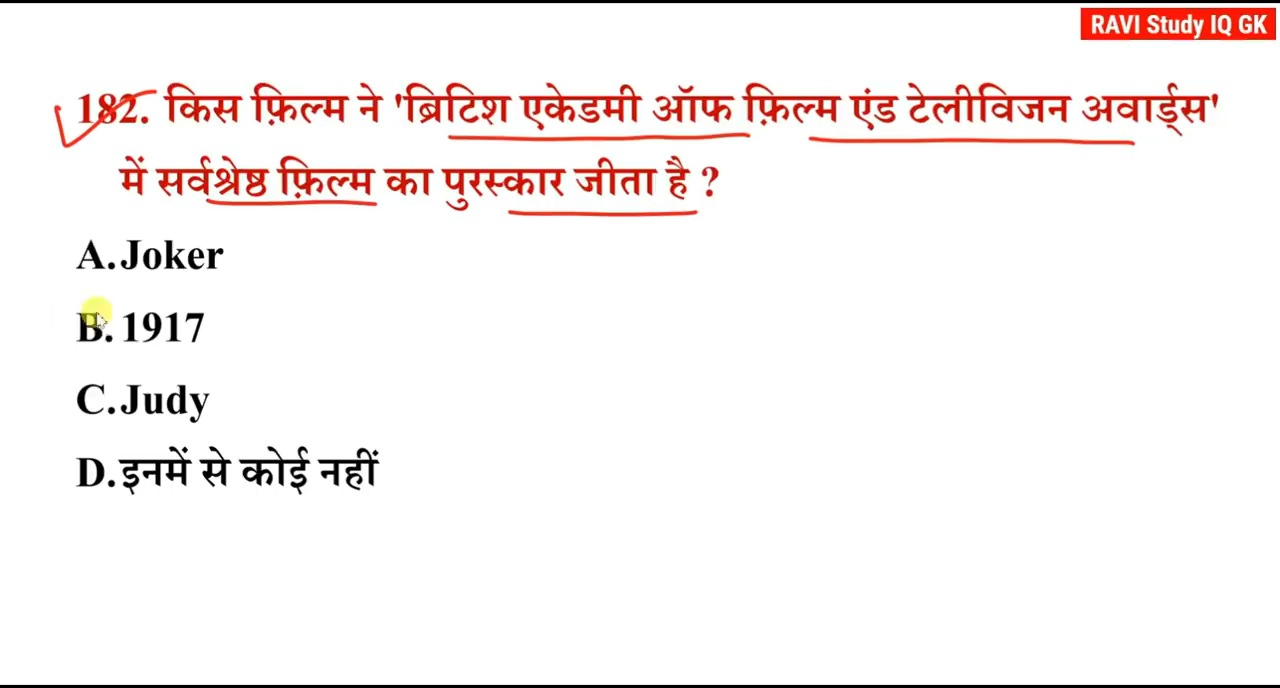 RAVI Study IQ GK
182. किस फ़िल्म ने 'ब्रिटिश एकेडमी ऑफ फ़िल्म एंड टेलीविजन अवार्ड्स'
में सर्वश्रेष्ठ फ़िल्म का पुरस्कार जीता है ?
A. Joker
B. 1917
C. Judy
D. इनमें से कोई नहीं